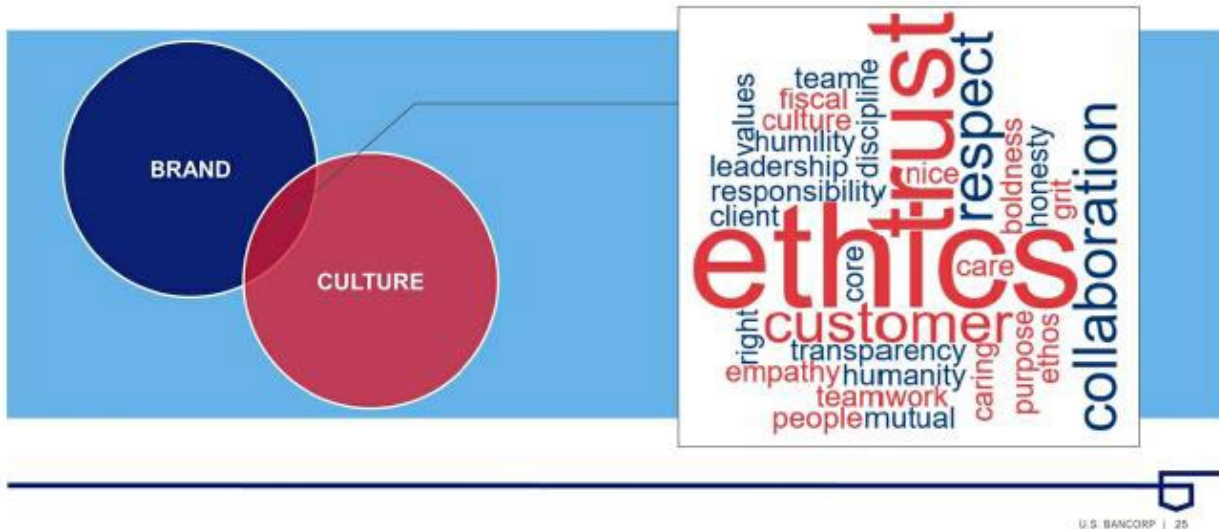 BRAND
CULTURE
trust
respect
collaboration
team
fiscal
culture
values
humility
discipline
leadership
nice
responsibility
client
boldness
honesty
grit
ethics
core
care
customer
right
transparency
empathy
humanity
teamwork
people
mutual
caring
purpose
ethos
U.S. BANCORP | 25